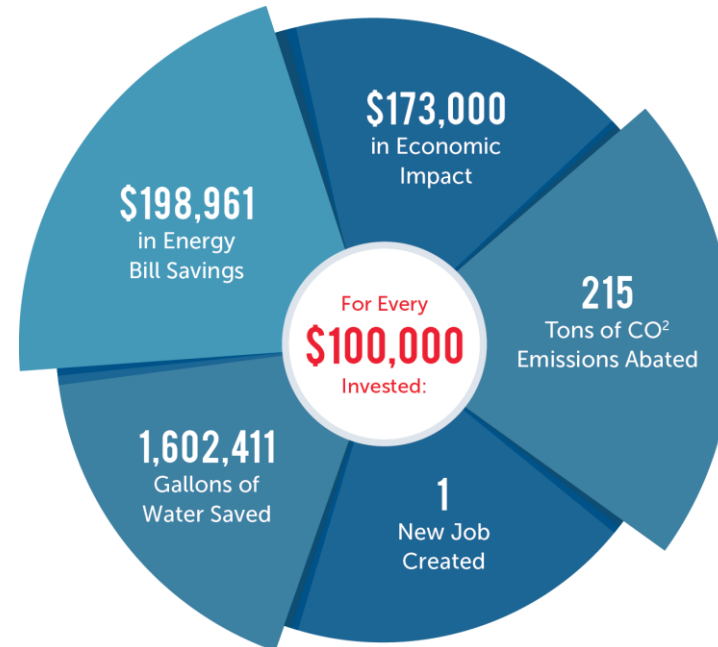 $173,000
in Economic
Impact
$198,961
in Energy
Bill Savings
215
Tons of CO²
Emissions Abated
For Every
$100,000
Invested:
1,602,411
Gallons of
Water Saved
1
New Job
Created